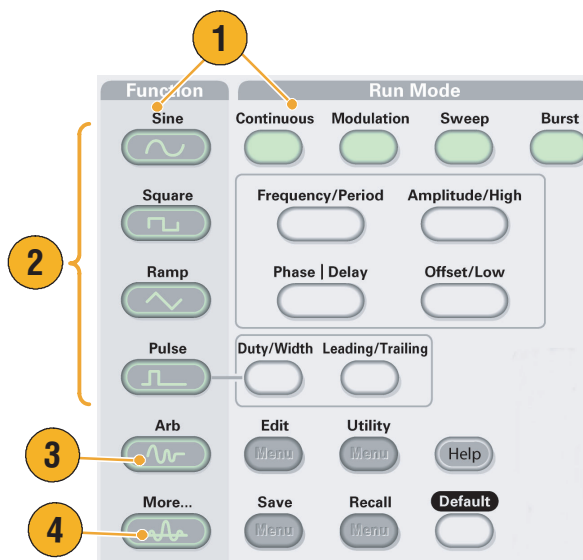 1
Function
Run Mode
Sine
Continuous
Modulation
Sweep
Burst
Square
Frequency/Period
Amplitude/High
2
Ramp
Phase | Delay
Offset/Low
Pulse
Duty/Width
Leading/Trailing
Arb
Edit
Utility
3
Menu
Menu
Help
More...
Save
Recall
Default
4
Menu
Menu